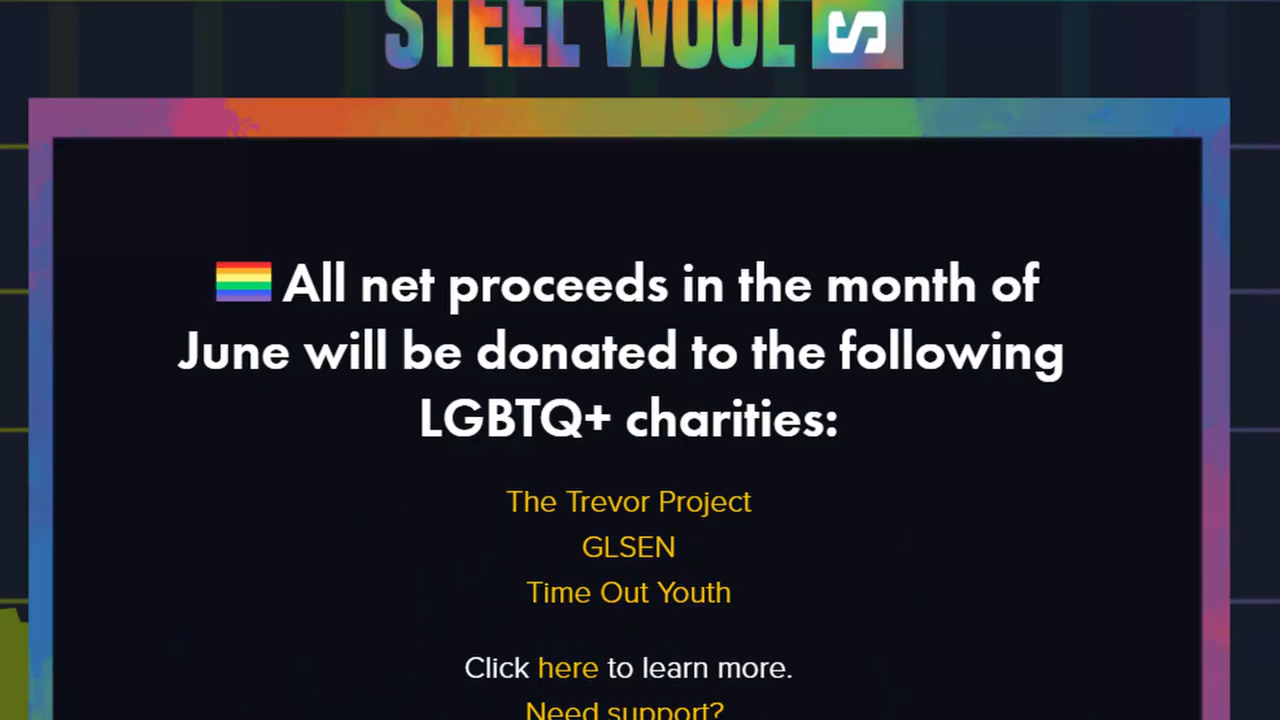 STEEL WOOL S
🏳️‍🌈 All net proceeds in the month of
June will be donated to the following
LGBTQ+ charities:
The Trevor Project
GLSEN
Time Out Youth
Click here to learn more.
Need support?